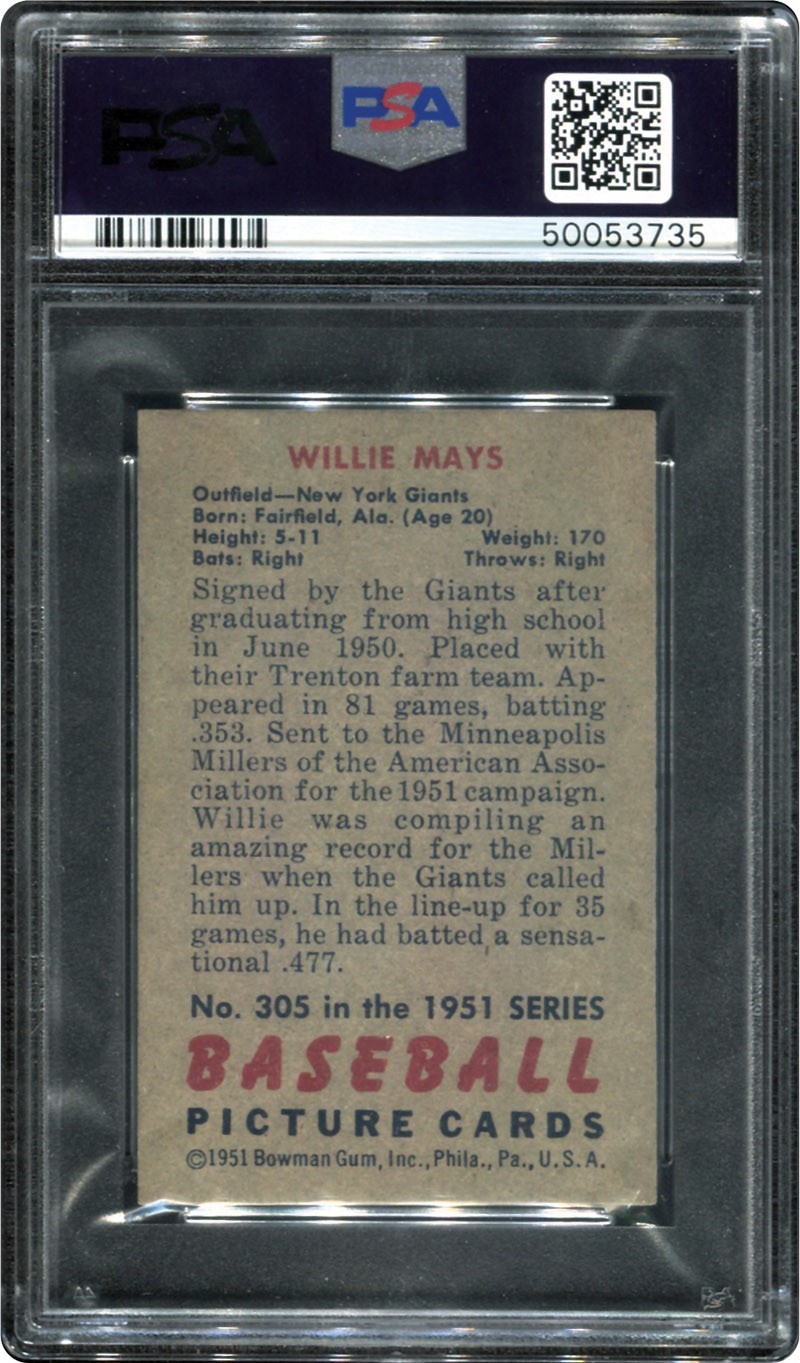 PSA
PSA
50053735
WILLIE MAYS
Outfield—New York Giants
Born: Fairfield, Ala. (Age 20)
Height: 5-11 Weight: 170
Bats: Right Throws: Right
Signed by the Giants after
graduating from high school
in June 1950. Placed with
their Trenton farm team. Ap-
peared in 81 games, batting
.353. Sent to the Minneapolis
Millers of the American Asso-
ciation for the 1951 campaign.
Willie was compiling an
amazing record for the Mil-
lers when the Giants called
him up. In the line-up for 35
games, he had batted a sensa-
tional .477.
No. 305 in the 1951 SERIES
BASEBALL
PICTURE CARDS
©1951 Bowman Gum, Inc., Phila., Pa., U.S.A.